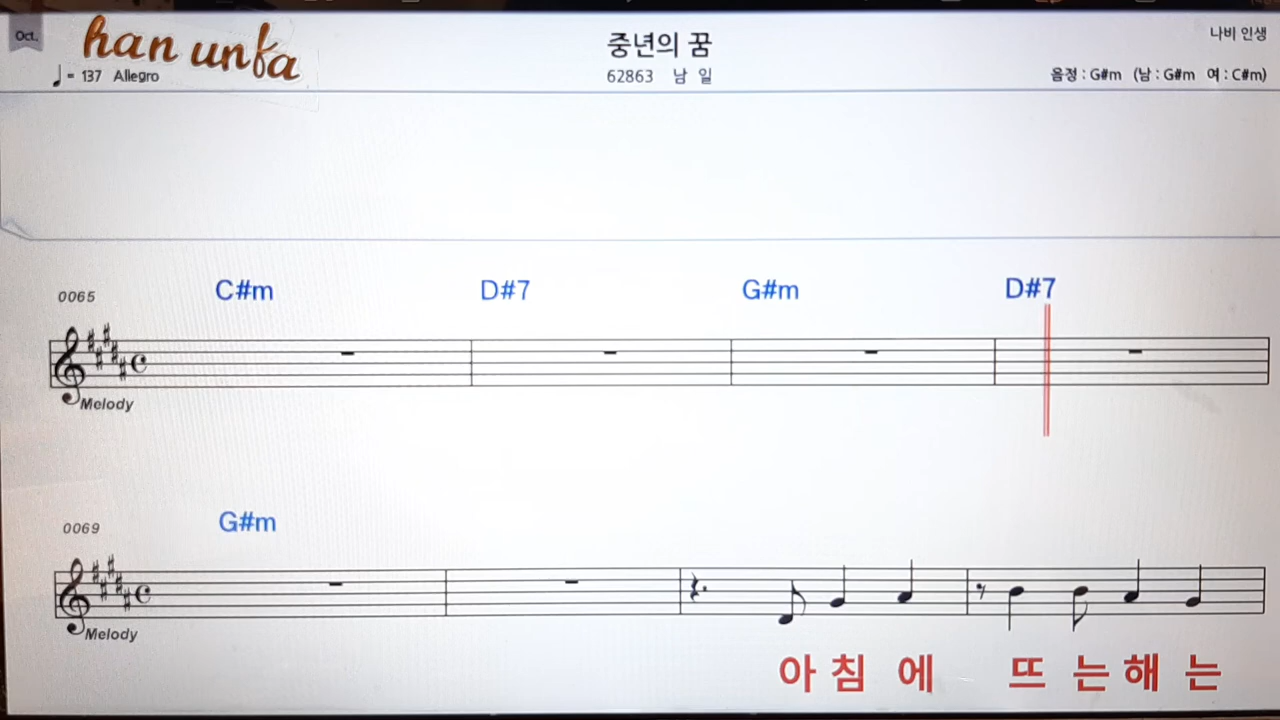 Oct.
han unfa
♩ = 137 Allegro
중년의 꿈
62863 남 일
나비 인생
음정 : G#m (남 : G#m 여 : C#m)
0065
C#m D#7 G#m D#7
Melody
0069
G#m
Melody
아 침 에 뜨 는 해 는